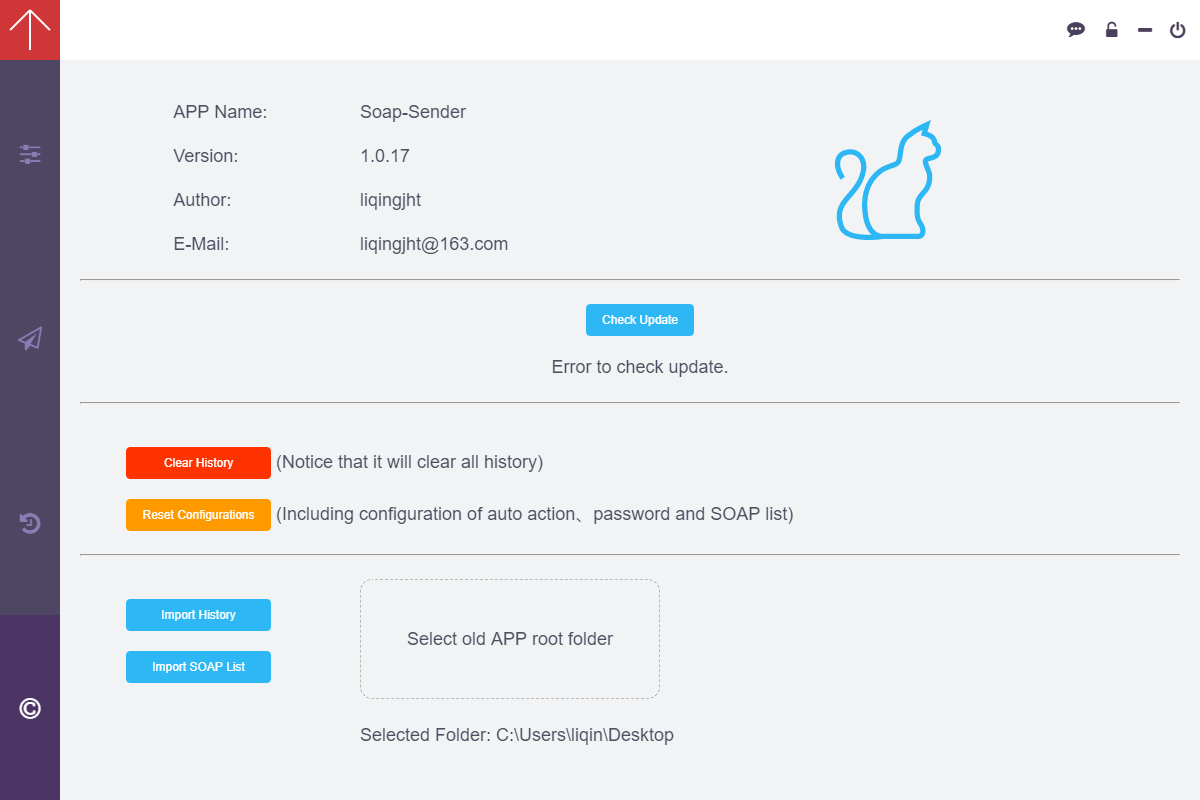 APP Name: Soap-Sender
Version: 1.0.17
Author: liqingjht
E-Mail: liqingjht@163.com
Check Update
Error to check update.
Clear History (Notice that it will clear all history)
Reset Configurations (Including configuration of auto action、password and SOAP list)
Import History
Select old APP root folder
Import SOAP List
Selected Folder: C:\Users\liqin\Desktop